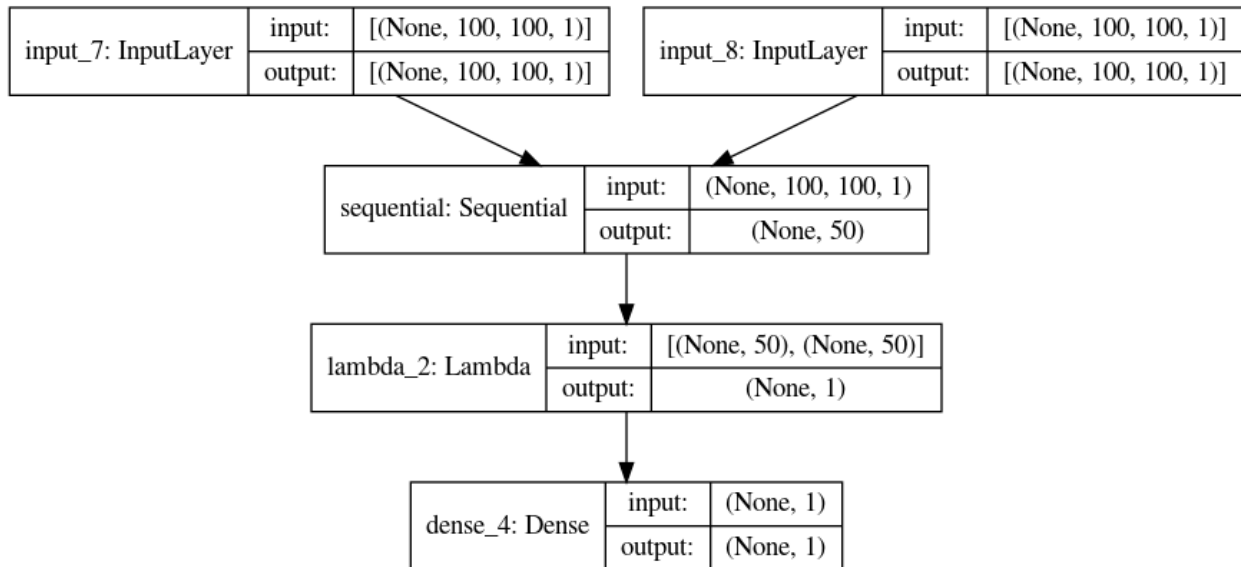 input_7: InputLayer
input: [(None, 100, 100, 1)]
output: [(None, 100, 100, 1)]
input_8: InputLayer
input: [(None, 100, 100, 1)]
output: [(None, 100, 100, 1)]
sequential: Sequential
input: (None, 100, 100, 1)
output: (None, 50)
lambda_2: Lambda
input: [(None, 50), (None, 50)]
output: (None, 1)
dense_4: Dense
input: (None, 1)
output: (None, 1)